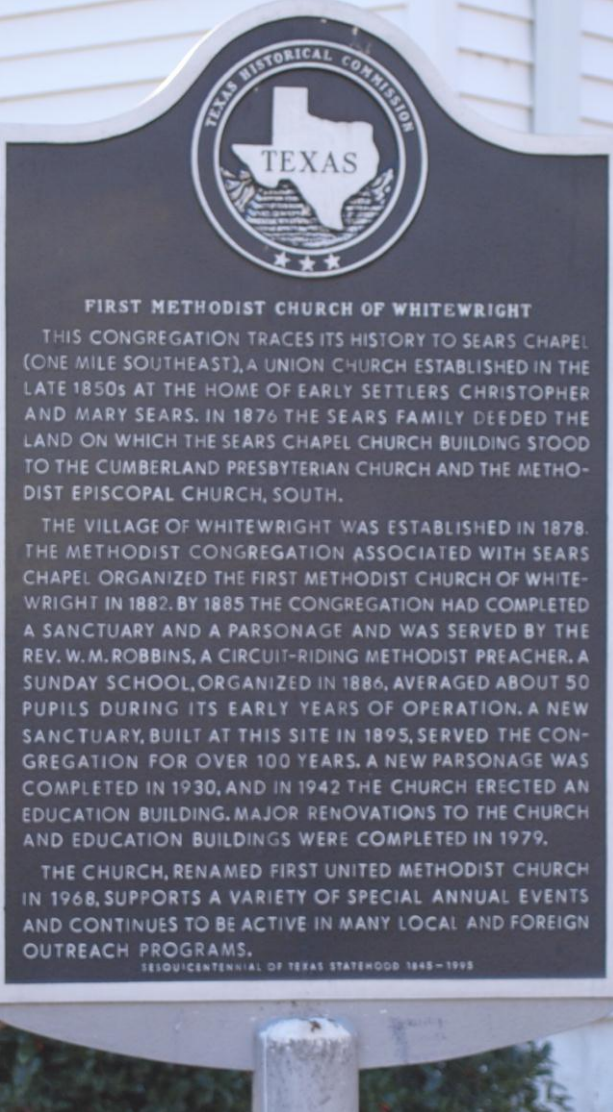 TEXAS HISTORICAL COMMISSION
TEXAS
FIRST METHODIST CHURCH OF WHITEWRIGHT
THIS CONGREGATION TRACES ITS HISTORY TO SEARS CHAPEL
(ONE MILE SOUTHEAST), A UNION CHURCH ESTABLISHED IN THE
LATE 1850s AT THE HOME OF EARLY SETTLERS CHRISTOPHER
AND MARY SEARS. IN 1876 THE SEARS FAMILY DEEDED THE
LAND ON WHICH THE SEARS CHAPEL CHURCH BUILDING STOOD
TO THE CUMBERLAND PRESBYTERIAN CHURCH AND THE METHO-
DIST EPISCOPAL CHURCH, SOUTH.
THE VILLAGE OF WHITEWRIGHT WAS ESTABLISHED IN 1878.
THE METHODIST CONGREGATION ASSOCIATED WITH SEARS
CHAPEL ORGANIZED THE FIRST METHODIST CHURCH OF WHITE-
WRIGHT IN 1882. BY 1885 THE CONGREGATION HAD COMPLETED
A SANCTUARY AND A PARSONAGE AND WAS SERVED BY THE
REV. W. M. ROBBINS, A CIRCUIT-RIDING METHODIST PREACHER. A
SUNDAY SCHOOL, ORGANIZED IN 1886, AVERAGED ABOUT 50
PUPILS DURING ITS EARLY YEARS OF OPERATION. A NEW
SANCTUARY, BUILT AT THIS SITE IN 1895, SERVED THE CON-
GREGATION FOR OVER 100 YEARS. A NEW PARSONAGE WAS
COMPLETED IN 1930, AND IN 1942 THE CHURCH ERECTED AN
EDUCATION BUILDING. MAJOR RENOVATIONS TO THE CHURCH
AND EDUCATION BUILDINGS WERE COMPLETED IN 1979.
THE CHURCH, RENAMED FIRST UNITED METHODIST CHURCH
IN 1968, SUPPORTS A VARIETY OF SPECIAL ANNUAL EVENTS
AND CONTINUES TO BE ACTIVE IN MANY LOCAL AND FOREIGN
OUTREACH PROGRAMS.
SESQUICENTENNIAL OF TEXAS STATEHOOD 1845-1995